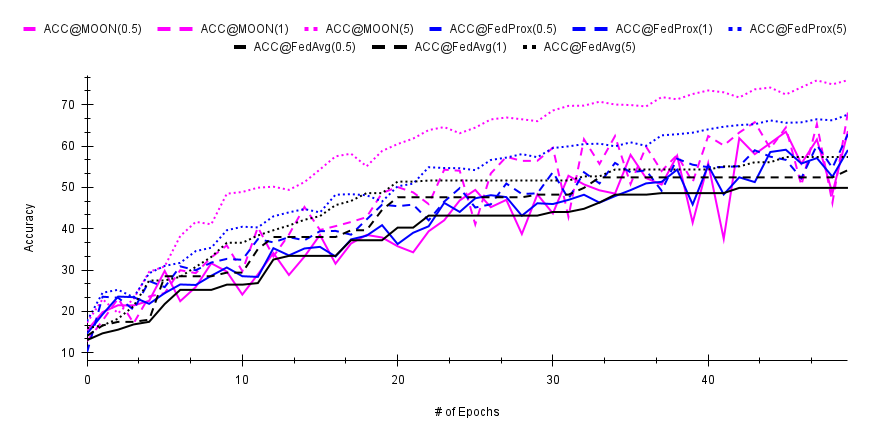 ACC@MOON(0.5) ACC@MOON(1) ACC@MOON(5) ACC@FedProx(0.5) ACC@FedProx(1) ACC@FedProx(5)
ACC@FedAvg(0.5) ACC@FedAvg(1) ACC@FedAvg(5)
70
60
50
40
30
20
10
Accuracy
0 10 20 30 40
# of Epochs